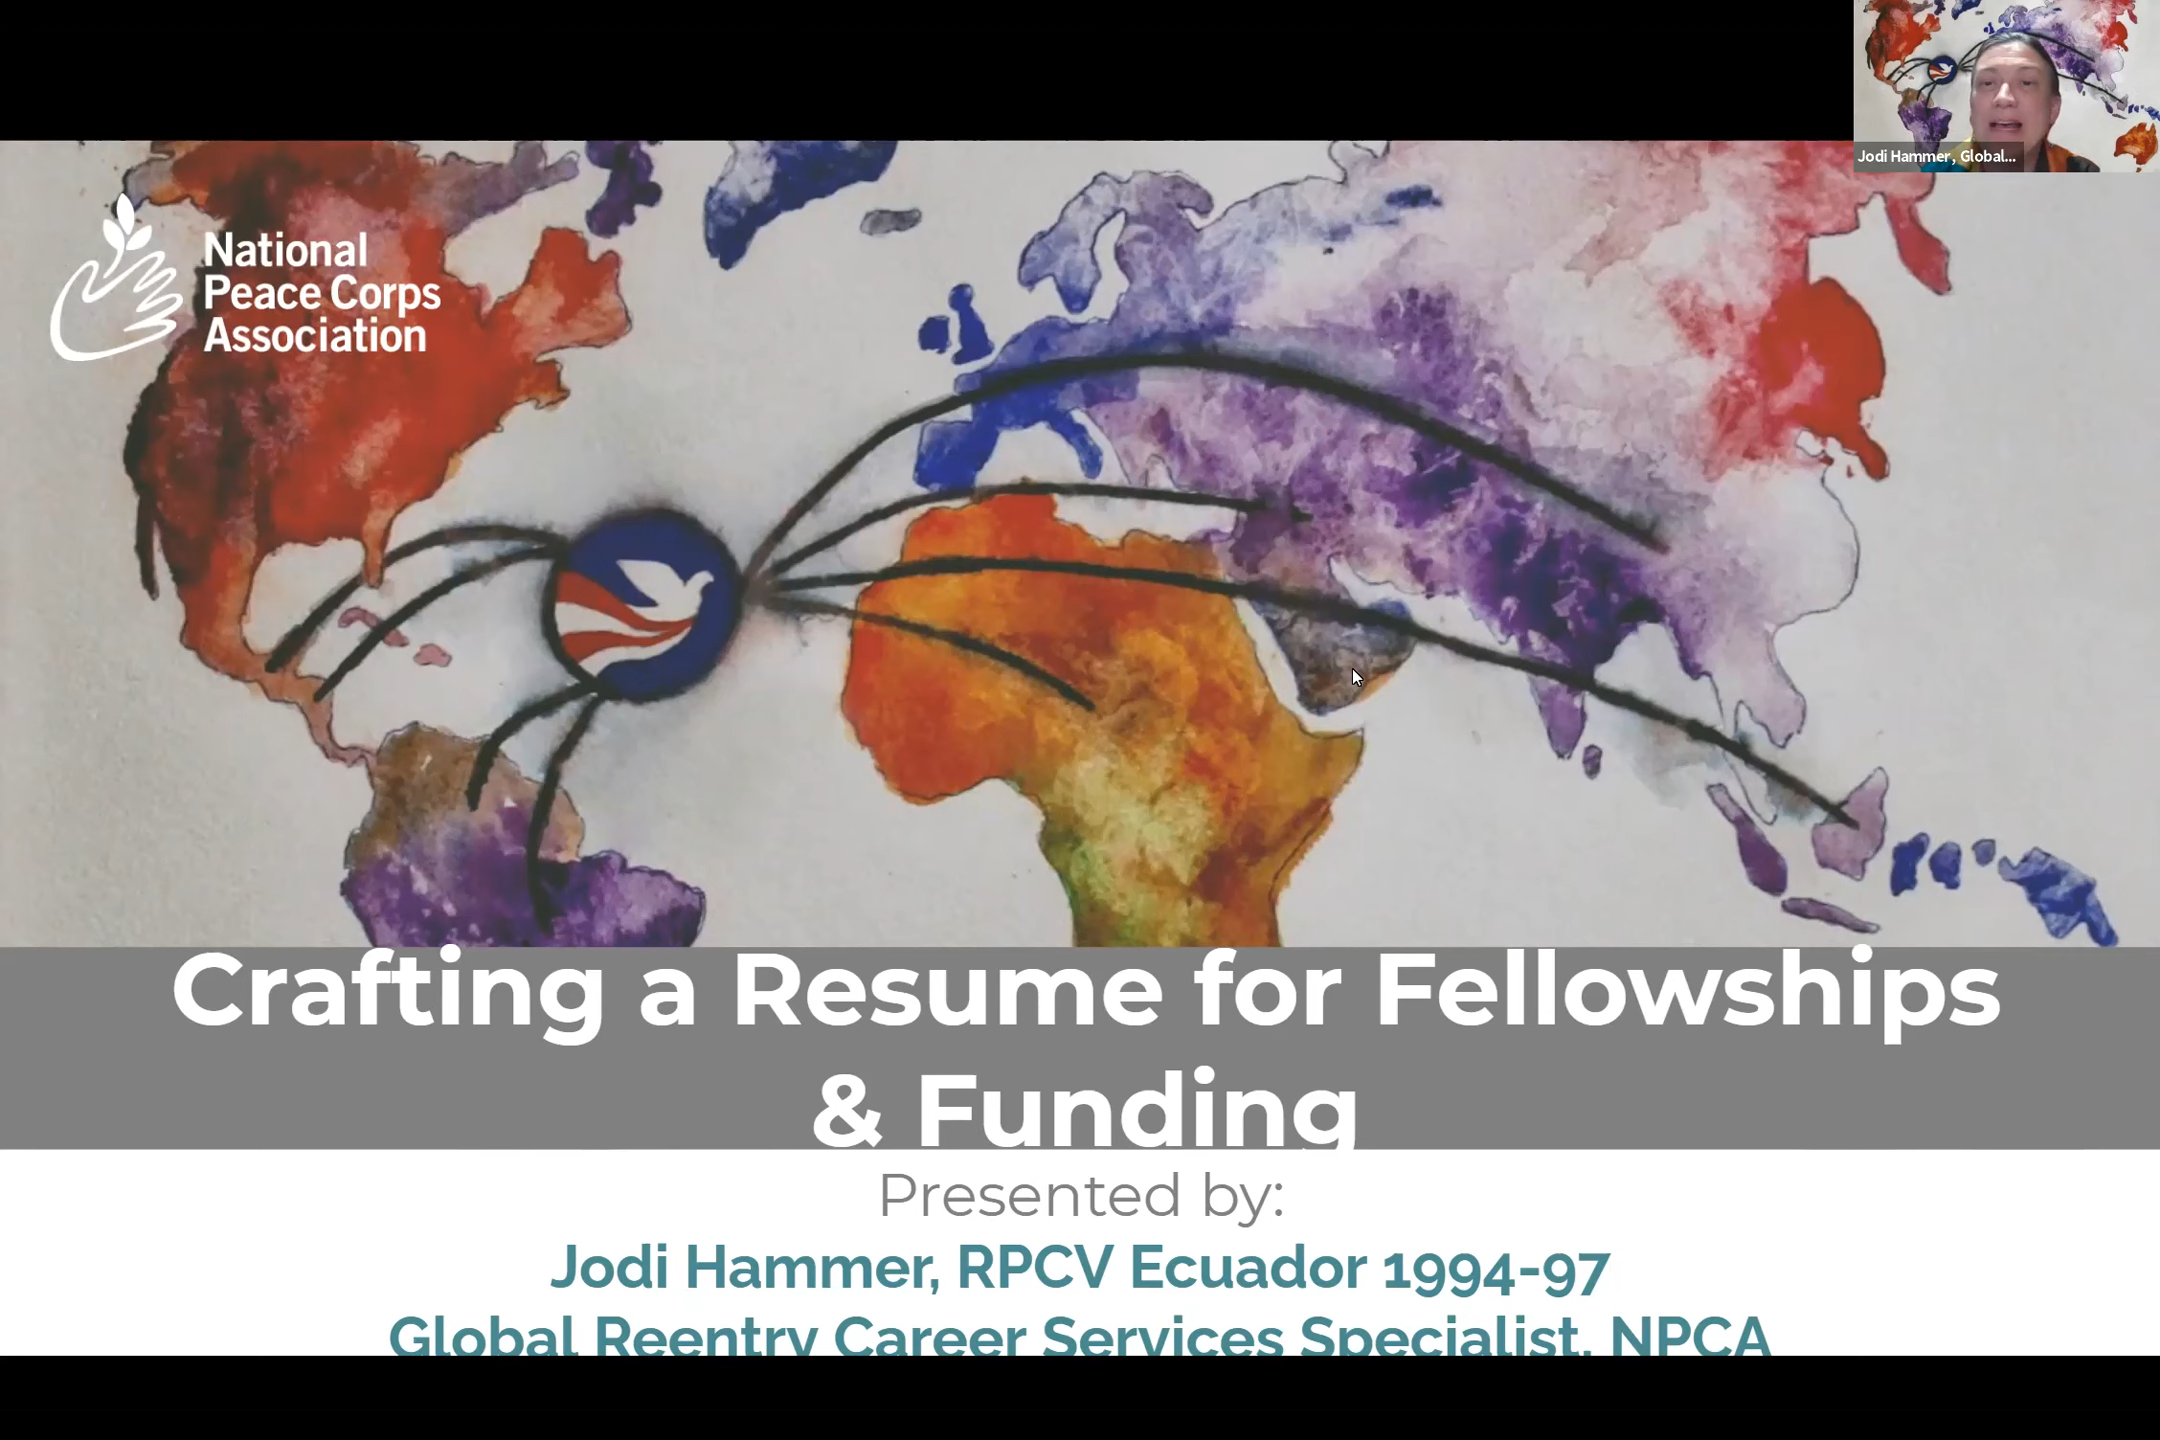 Jodi Hammer, Global...
National
Peace Corps
Association
Crafting a Resume for Fellowships
& Funding
Presented by:
Jodi Hammer, RPCV Ecuador 1994-97
Global Reentry Career Services Specialist, NPCA